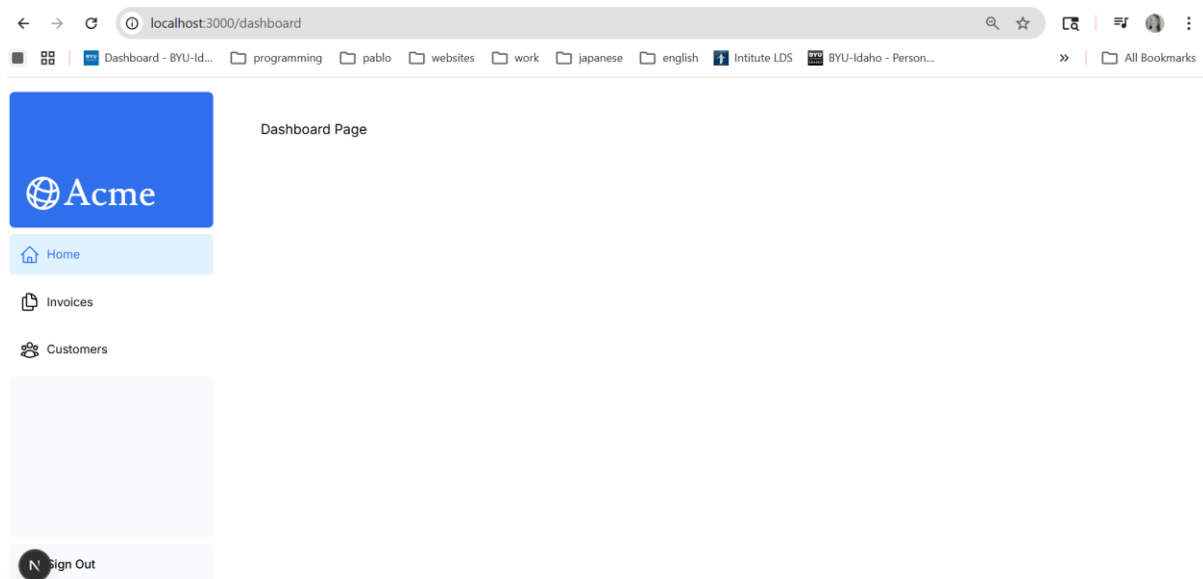 localhost:3000/dashboard
Dashboard - BYU-Id... programming pablo websites work japanese english Intitute LDS BYU-Idaho - Person... » All Bookmarks
Dashboard Page
Acme
Home
Invoices
Customers
N Sign Out